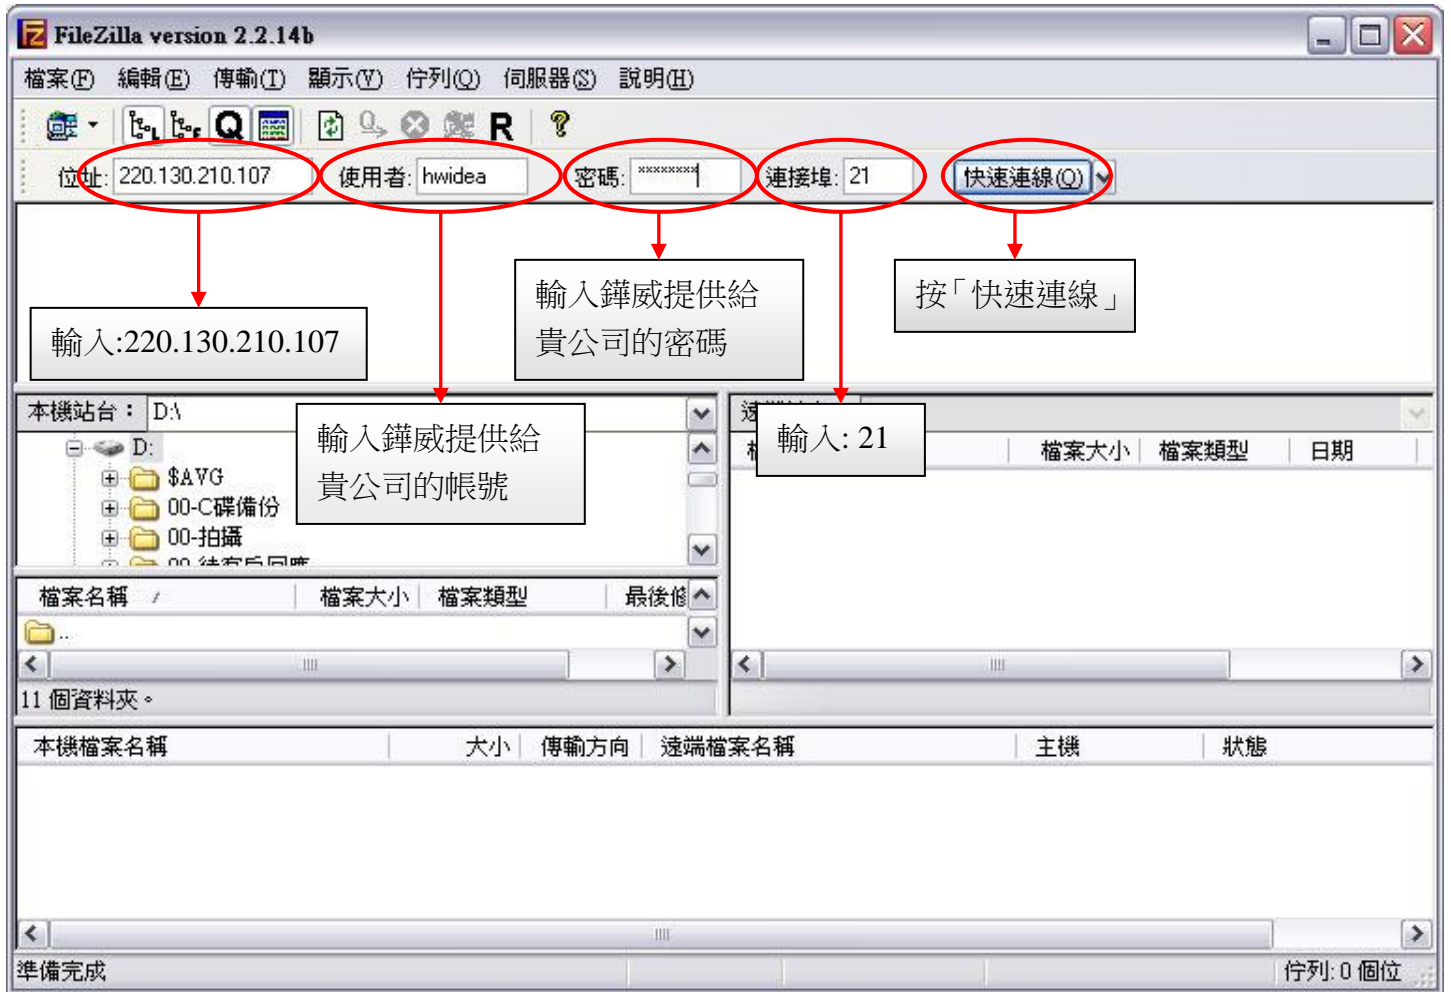 FileZilla version 2.2.14b
檔案(F) 編輯(E) 傳輸(T) 顯示(V) 佇列(Q) 伺服器(S) 說明(H)
L F Q R ?
位址: 220.130.210.107 使用者: hwidea 密碼: ******** 連接埠: 21 快速連線(Q)
輸入:220.130.210.107
輸入鏵威提供給
貴公司的密碼
按「快速連線」
輸入鏵威提供給
貴公司的帳號
輸入: 21
本機站台： D:\
D:
$AVG
00-C碟備份
00-拍攝
檔案名稱 / 檔案大小 檔案類型
..
11 個資料夾。
檔案大小 檔案類型 日期
本機檔案名稱 大小 傳輸方向 遠端檔案名稱 主機 狀態
準備完成 佇列: 0 個位